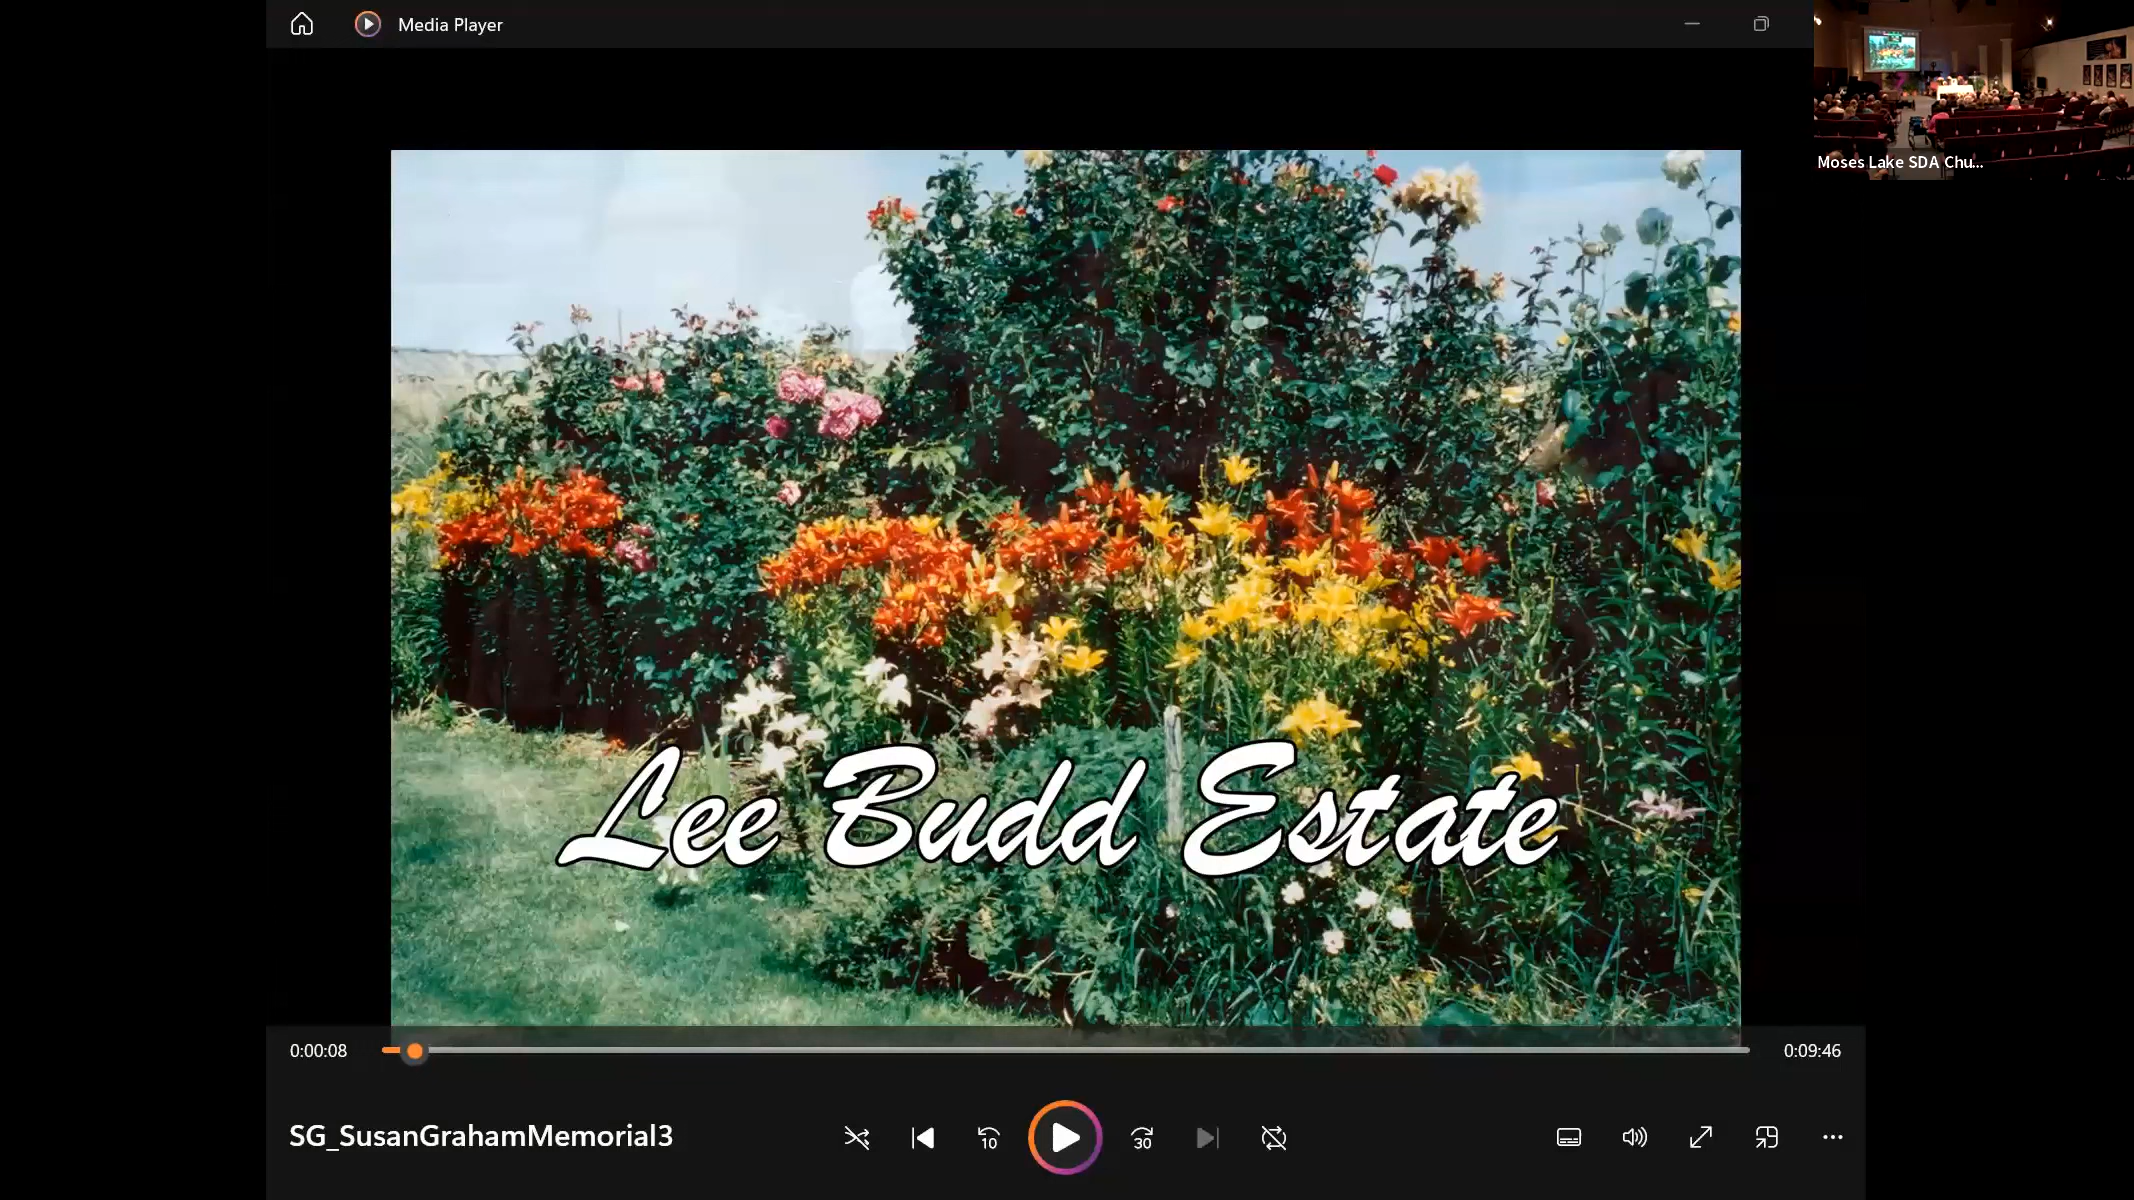 Media Player
Moses Lake SDA Chu...
Lee Budd Estate
0:00:08
0:09:46
SG_SusanGrahamMemorial3
10
30